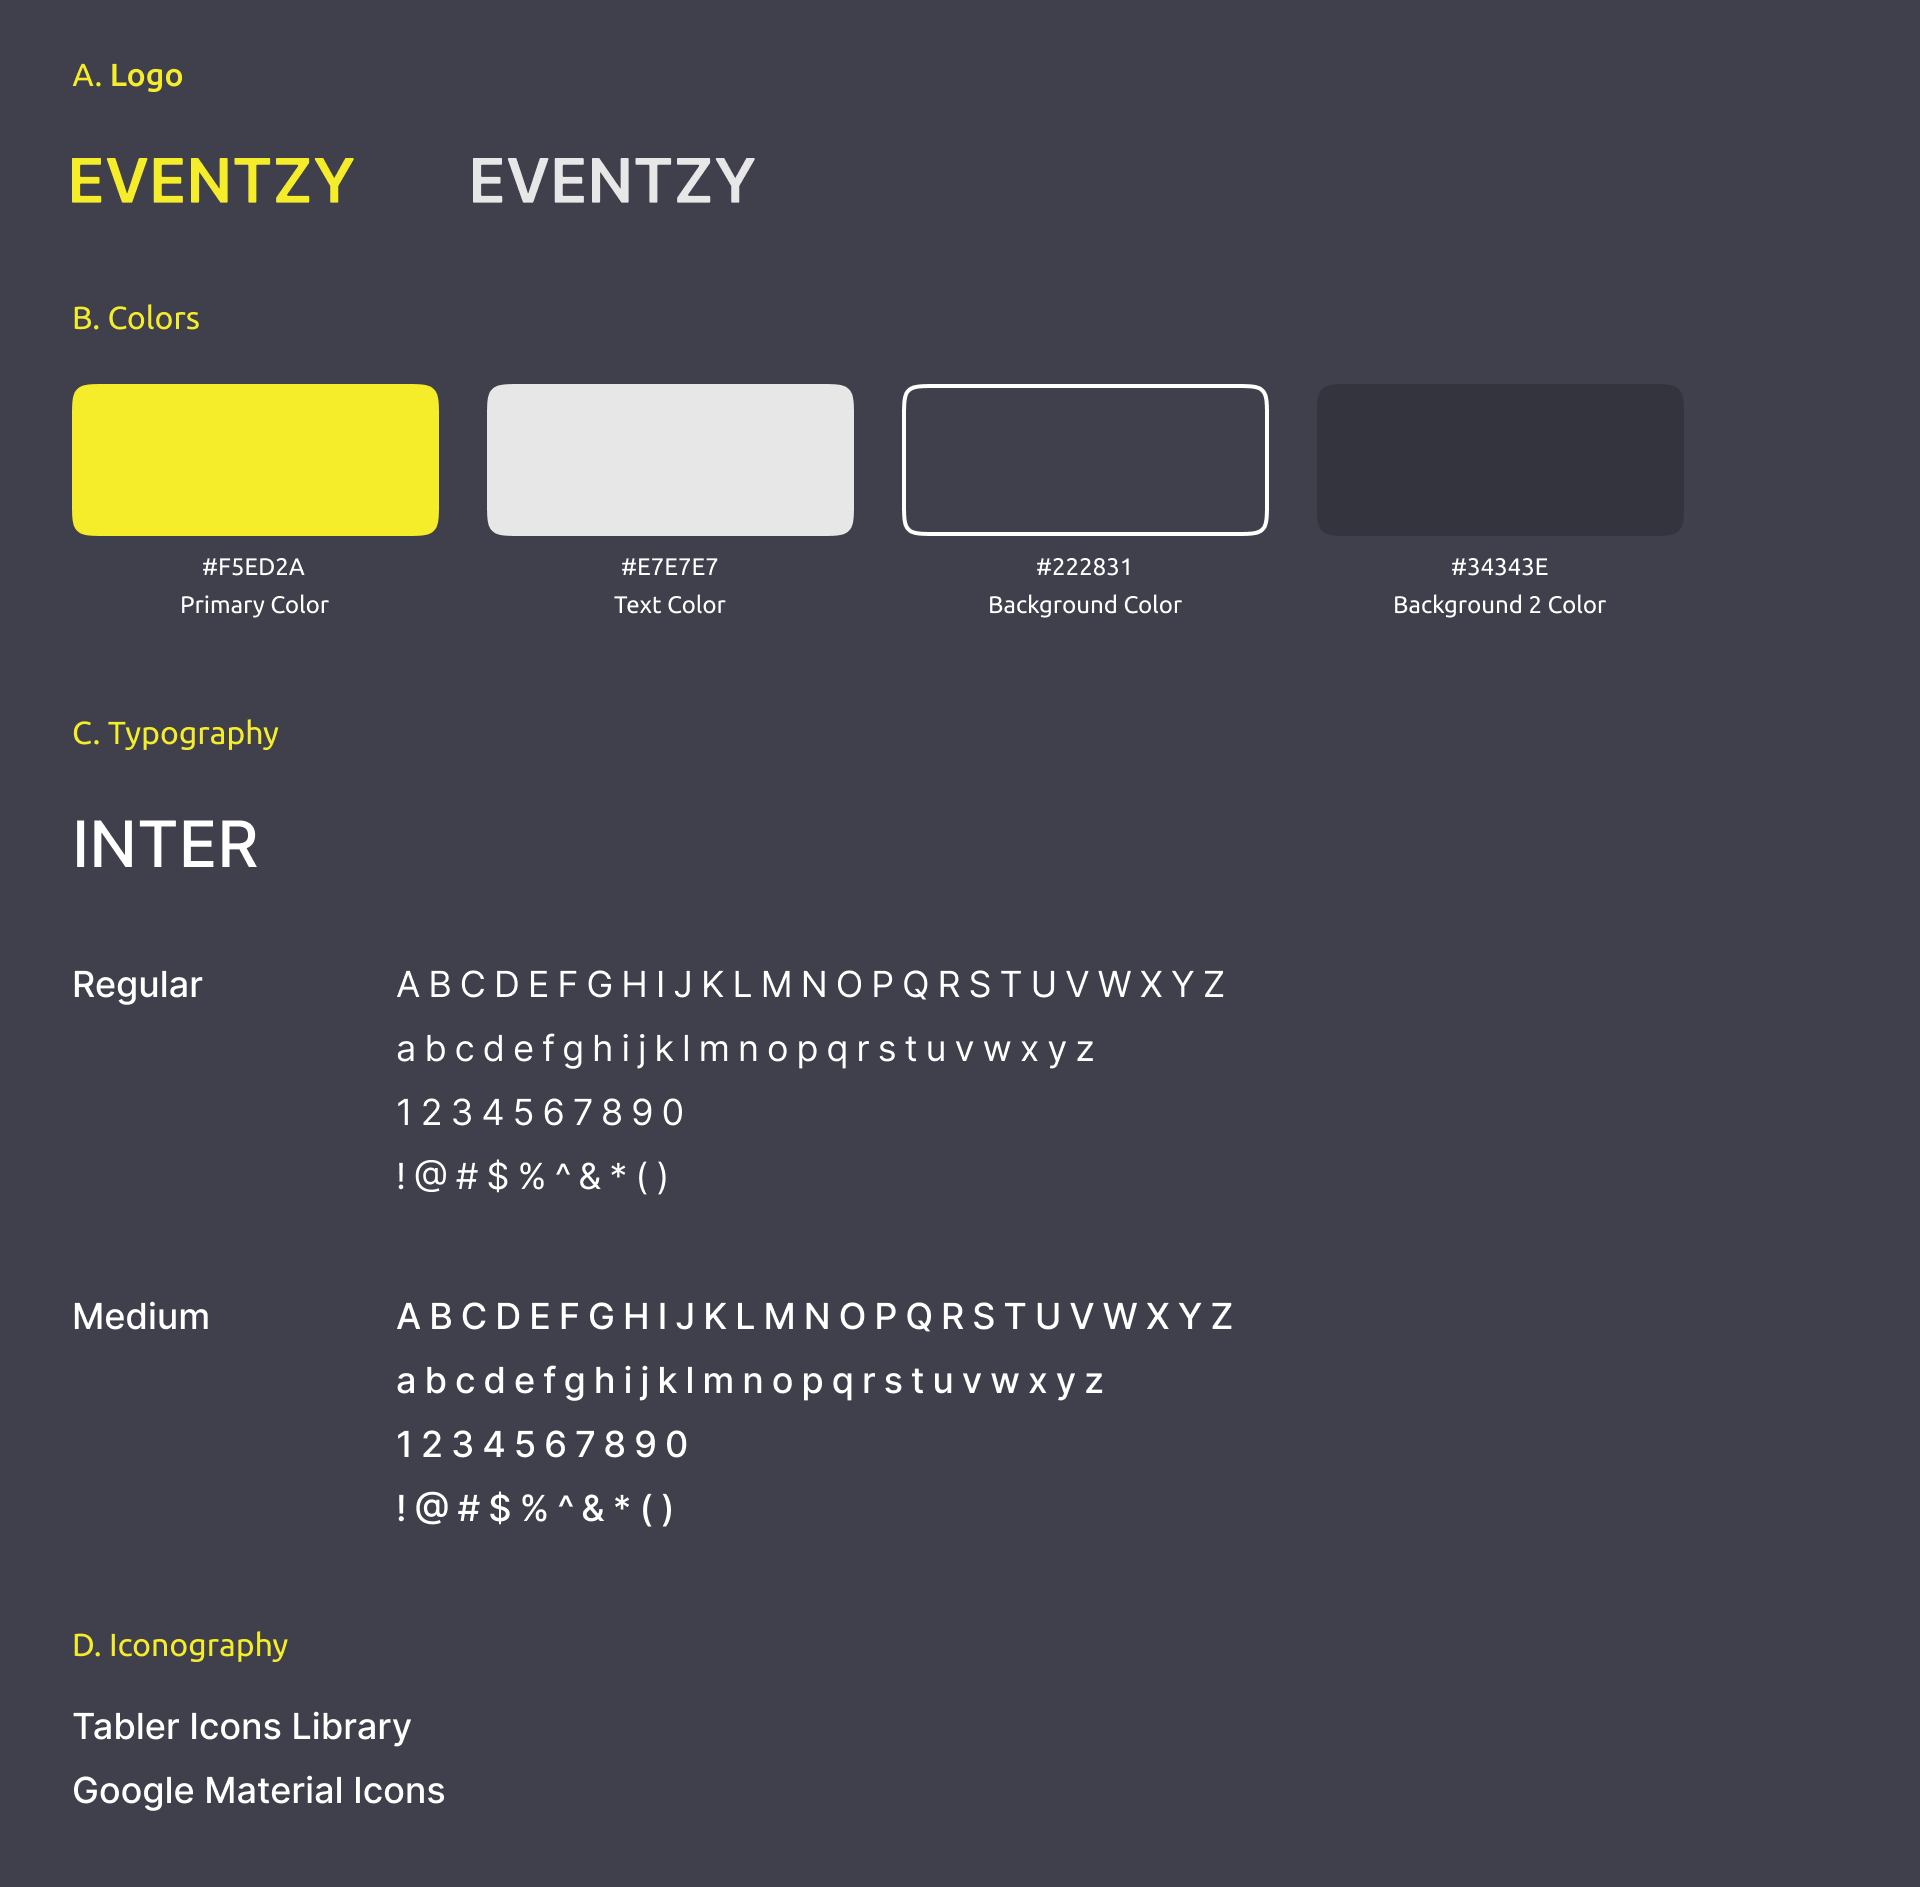 A. Logo
EVENTZY EVENTZY
B. Colors
#F5ED2A #E7E7E7 #222831 #34343E
Primary Color Text Color Background Color Background 2 Color
C. Typography
INTER
Regular A B C D E F G H I J K L M N O P Q R S T U V W X Y Z
a b c d e f g h i j k l m n o p q r s t u v w x y z
1 2 3 4 5 6 7 8 9 0
! @ # $ % ^ & * ( )
Medium A B C D E F G H I J K L M N O P Q R S T U V W X Y Z
a b c d e f g h i j k l m n o p q r s t u v w x y z
1 2 3 4 5 6 7 8 9 0
! @ # $ % ^ & * ( )
D. Iconography
Tabler Icons Library
Google Material Icons